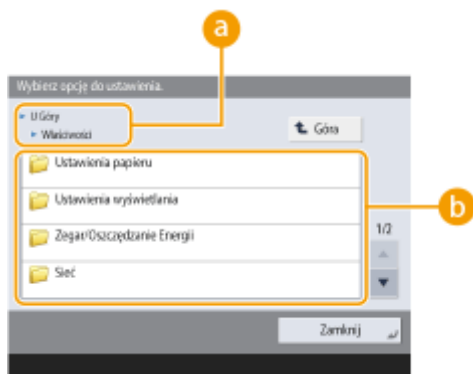 a
Wybierz opcję do ustawienia.
U Góry
Właściwości
Góra
Ustawienia papieru
Ustawienia wyświetlania
Zegar/Oszczędzanie Energii
Sieć
b
1/2
Zamknij